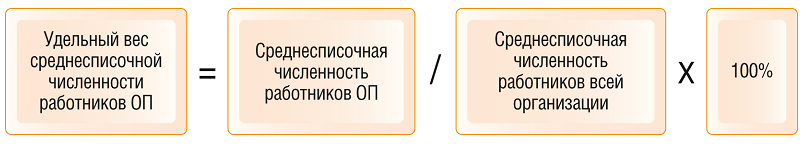 Удельный вес
среднесписочной
численности
работников ОП
=
Среднесписочная
численность
работников ОП
/
Среднесписочная
численность
работников всей
организации
X
100%